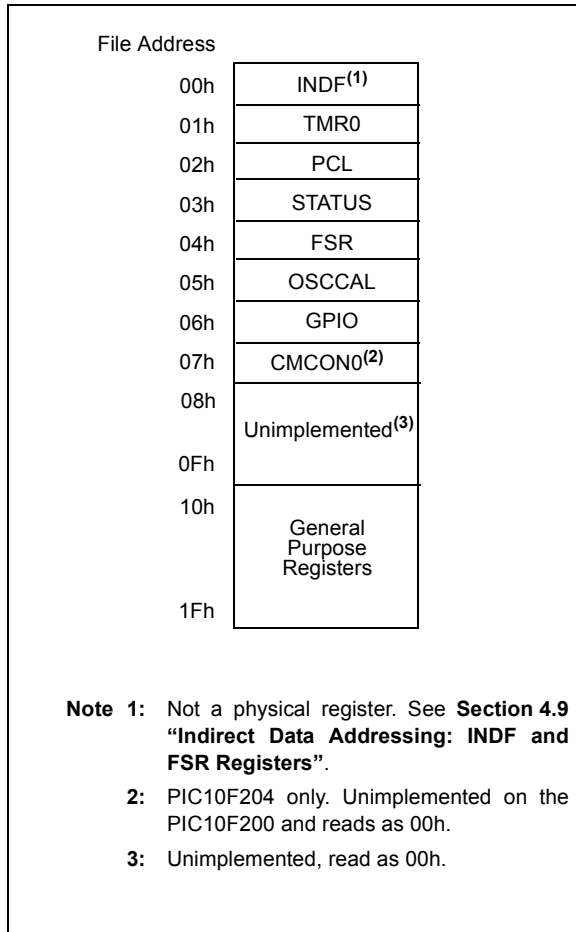 File Address
00h INDF(1)
01h TMR0
02h PCL
03h STATUS
04h FSR
05h OSCCAL
06h GPIO
07h CMCON0(2)
08h
Unimplemented(3)
0Fh
10h
General
Purpose
Registers
1Fh
Note 1: Not a physical register. See Section 4.9
“Indirect Data Addressing: INDF and
FSR Registers”.
2: PIC10F204 only. Unimplemented on the
PIC10F200 and reads as 00h.
3: Unimplemented, read as 00h.